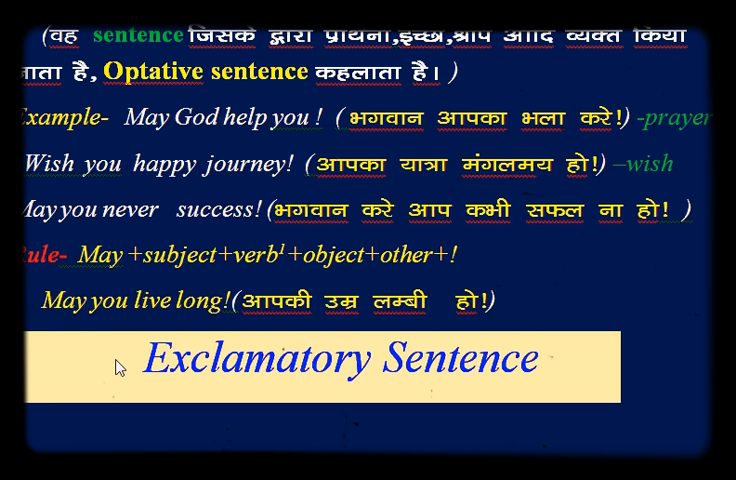 (वह sentence जिसके द्वारा प्रार्थना,इच्छा,श्राप आदि व्यक्त किया
जाता है, Optative sentence कहलाता है। )
Example- May God help you ! ( भगवान आपका भला करे!) -prayer
Wish you happy journey! (आपका यात्रा मंगलमय हो!) –wish
May you never success! (भगवान करे आप कभी सफल ना हो! )
Rule- May +subject+verb¹+object+other+!
May you live long!(आपकी उम्र लम्बी हो!)
Exclamatory Sentence